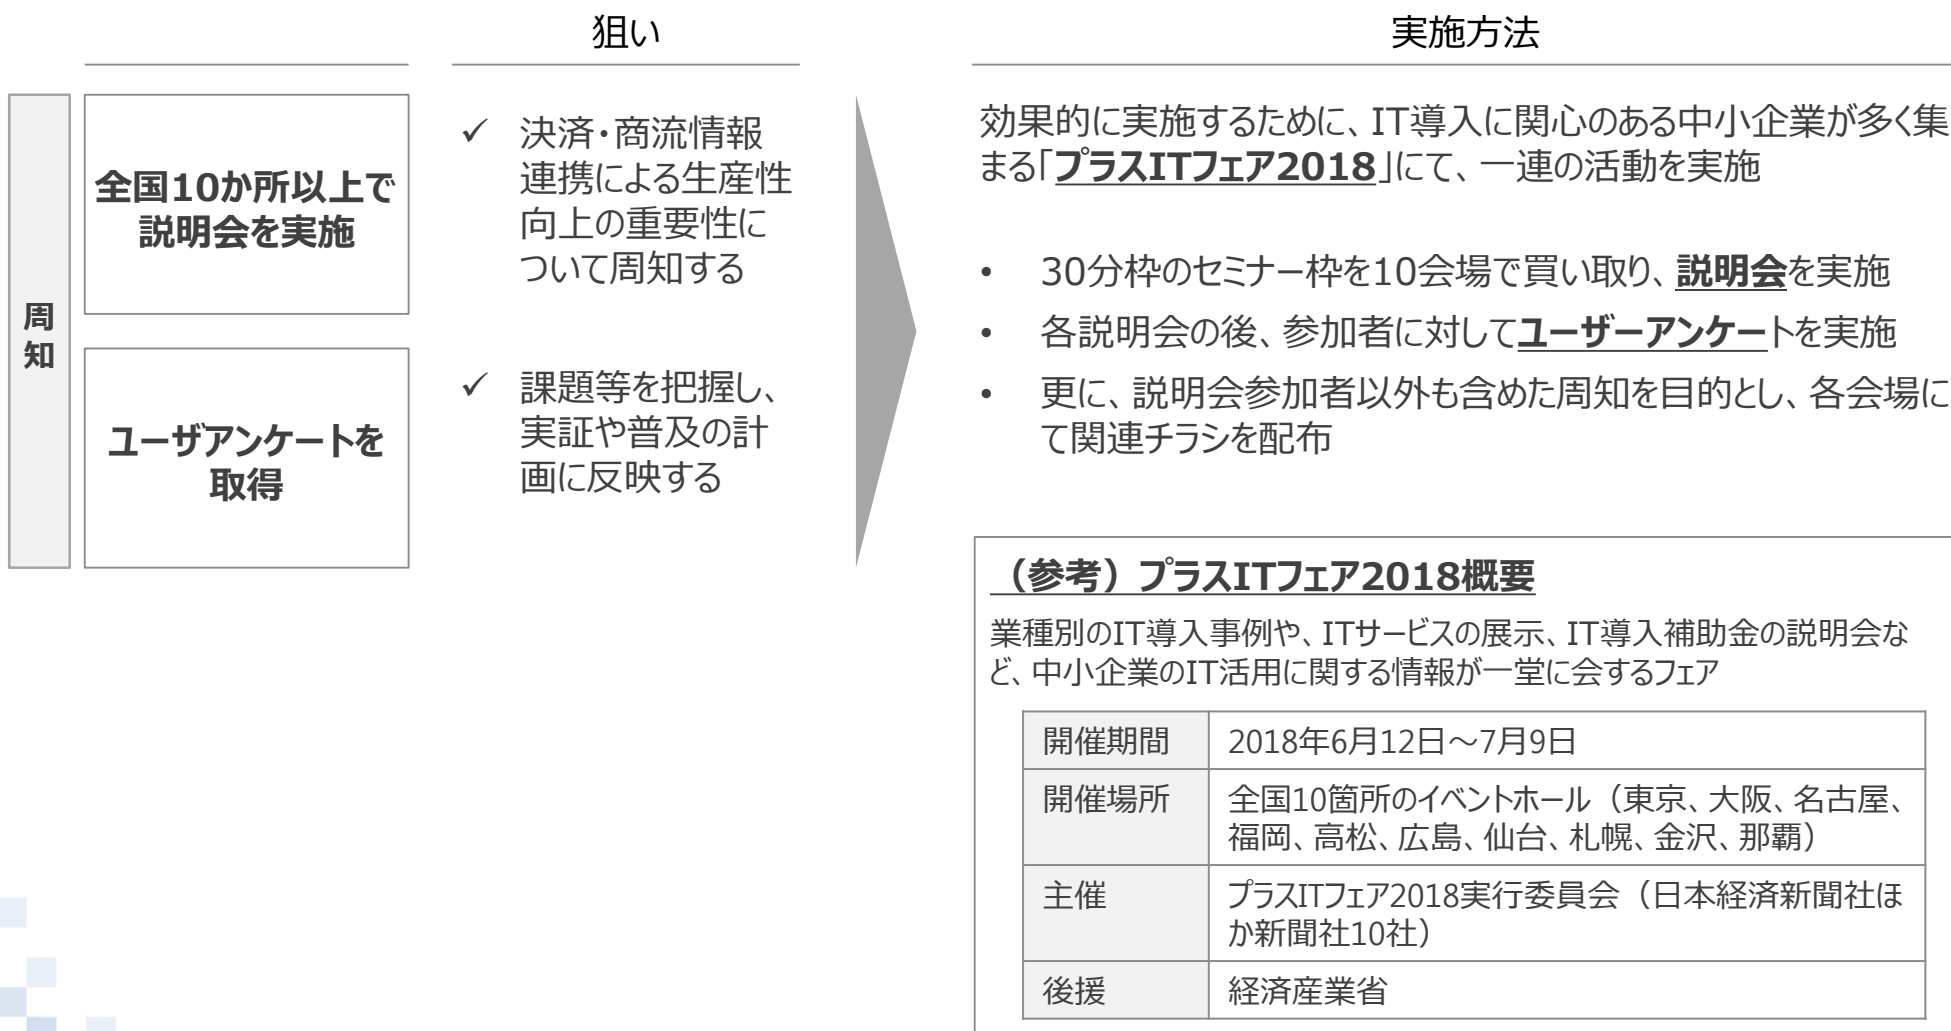 狙い
実施方法
周
知
全国10か所以上で
説明会を実施
✓ 決済・商流情報
連携による生産性
向上の重要性に
ついて周知する
ユーザアンケートを
取得
✓ 課題等を把握し、
実証や普及の計
画に反映する
効果的に実施するために、IT導入に関心のある中小企業が多く集
まる「プラスITフェア2018」にて、一連の活動を実施
• 30分枠のセミナー枠を10会場で買い取り、説明会を実施
• 各説明会の後、参加者に対してユーザーアンケートを実施
• 更に、説明会参加者以外も含めた周知を目的とし、各会場に
て関連チラシを配布
（参考）プラスITフェア2018概要
業種別のIT導入事例や、ITサービスの展示、IT導入補助金の説明会な
ど、中小企業のIT活用に関する情報が一堂に会するフェア
開催期間 2018年6月12日～7月9日
開催場所 全国10箇所のイベントホール（東京、大阪、名古屋、
福岡、高松、広島、仙台、札幌、金沢、那覇）
主催 プラスITフェア2018実行委員会（日本経済新聞社ほ
か新聞社10社）
後援 経済産業省